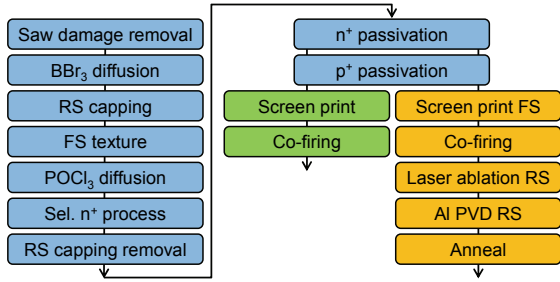 Saw damage removal
BBr₃ diffusion
RS capping
FS texture
POCl₃ diffusion
Sel. n⁺ process
RS capping removal
n⁺ passivation
p⁺ passivation
Screen print
Co-firing
Screen print FS
Co-firing
Laser ablation RS
Al PVD RS
Anneal